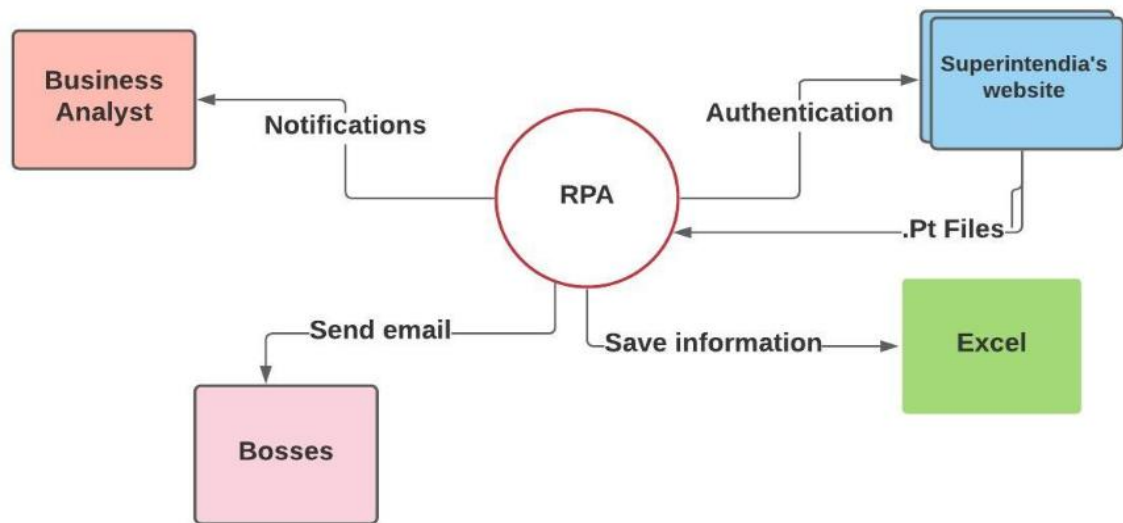 Business
Analyst
Notifications
Authentication
Superintendia's
website
RPA
.Pt Files
Send email
Save information
Excel
Bosses